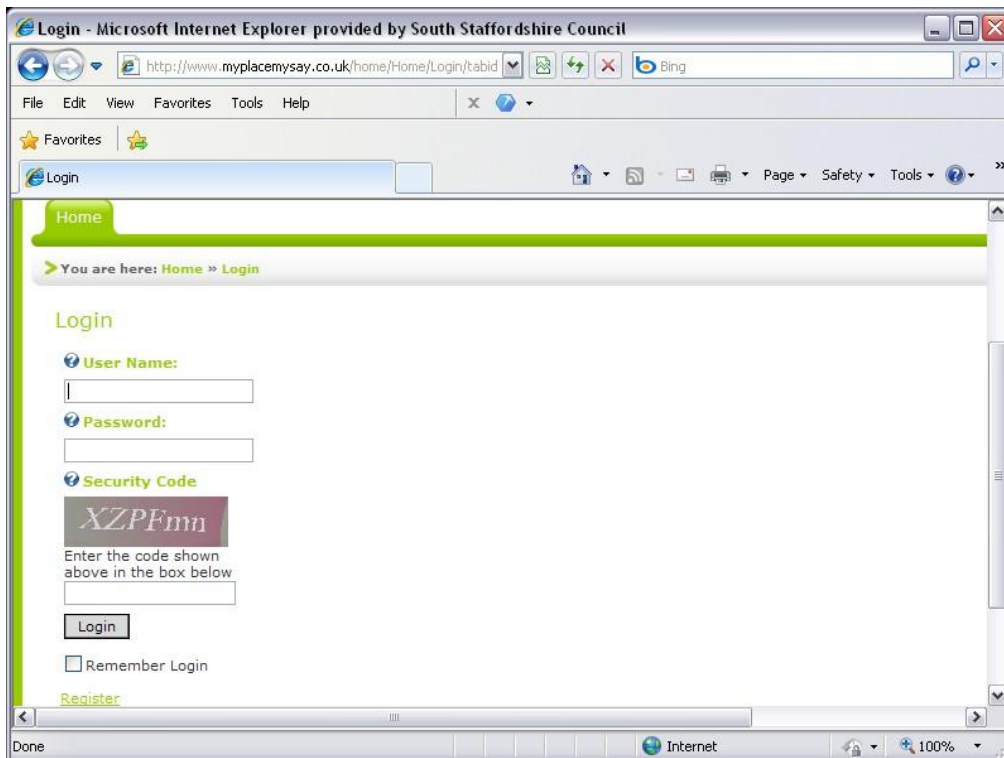 Login - Microsoft Internet Explorer provided by South Staffordshire Council
http://www.myplacemysay.co.uk/home/Home/Login/tabid
Bing
File Edit View Favorites Tools Help
X
Favorites
Login
Page Safety Tools
Home
You are here: Home » Login
Login
User Name:
Password:
Security Code
XZPFmn
Enter the code shown
above in the box below
Login
Remember Login
Register
Done
Internet
100%